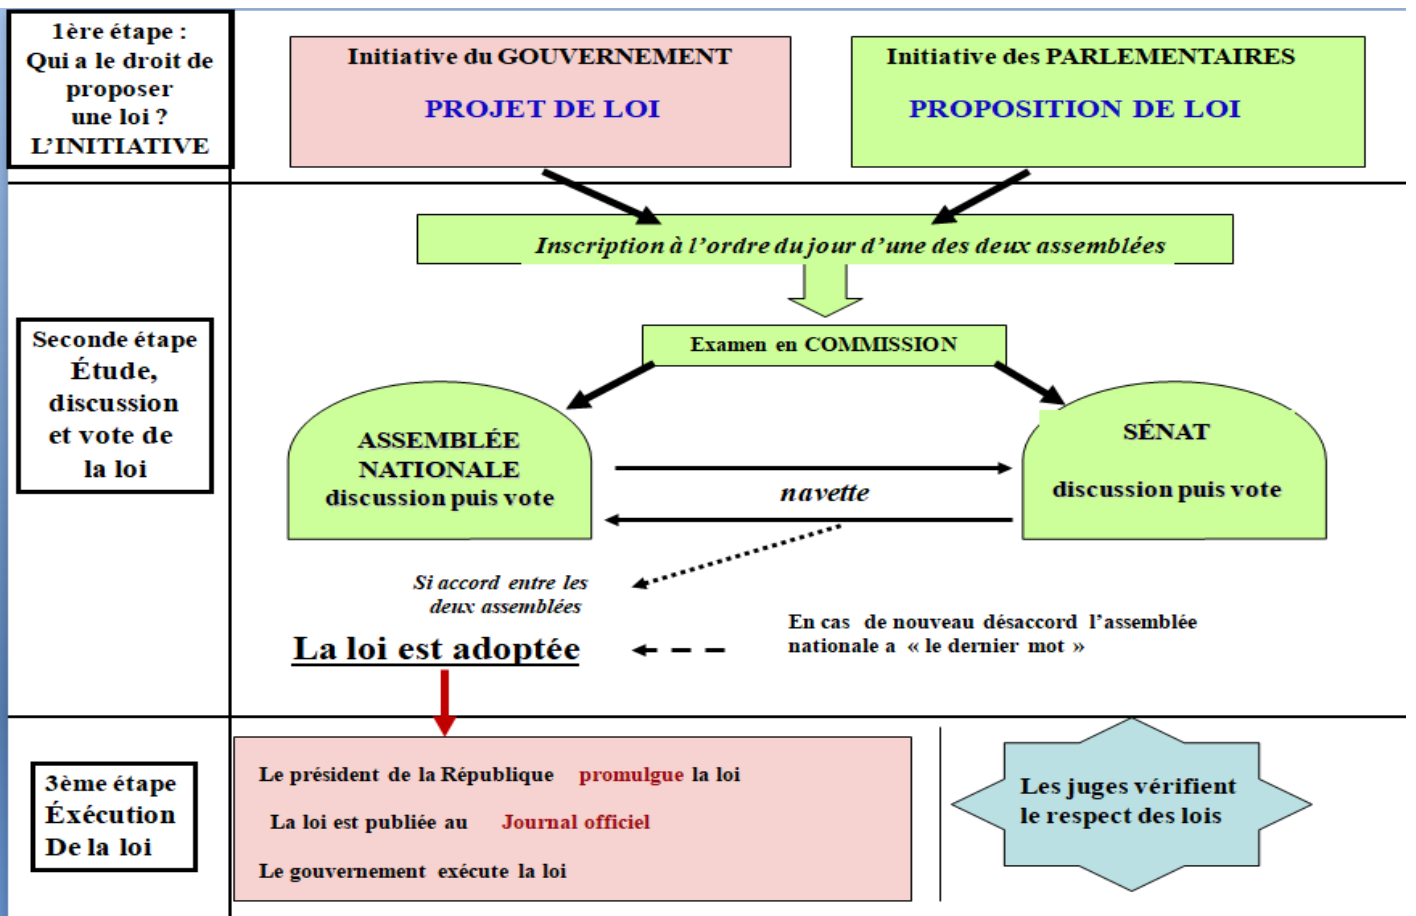 1ère étape :
Qui a le droit de
proposer
une loi ?
L’INITIATIVE
Initiative du GOUVERNEMENT
PROJET DE LOI
Initiative des PARLEMENTAIRES
PROPOSITION DE LOI
Inscription à l’ordre du jour d’une des deux assemblées
Examen en COMMISSION
Seconde étape
Étude,
discussion
et vote de
la loi
ASSEMBLÉE
NATIONALE
discussion puis vote
navette
SÉNAT
discussion puis vote
Si accord entre les
deux assemblées
La loi est adoptée
En cas de nouveau désaccord l’assemblée
nationale a « le dernier mot »
3ème étape
Éxécution
De la loi
Le président de la République promulgue la loi
La loi est publiée au Journal officiel
Le gouvernement exécute la loi
Les juges vérifient
le respect des lois